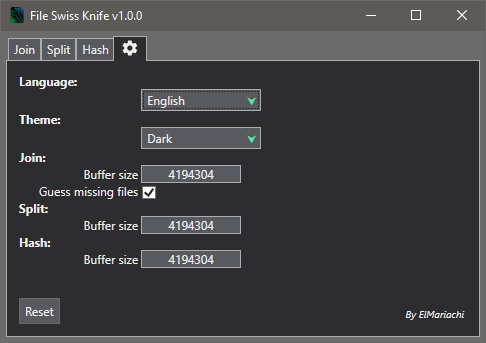 File Swiss Knife v1.0.0
Join Split Hash
Language:
English
Theme:
Dark
Join:
Buffer size 4194304
Guess missing files
Split:
Buffer size 4194304
Hash:
Buffer size 4194304
Reset
By ElMariachi